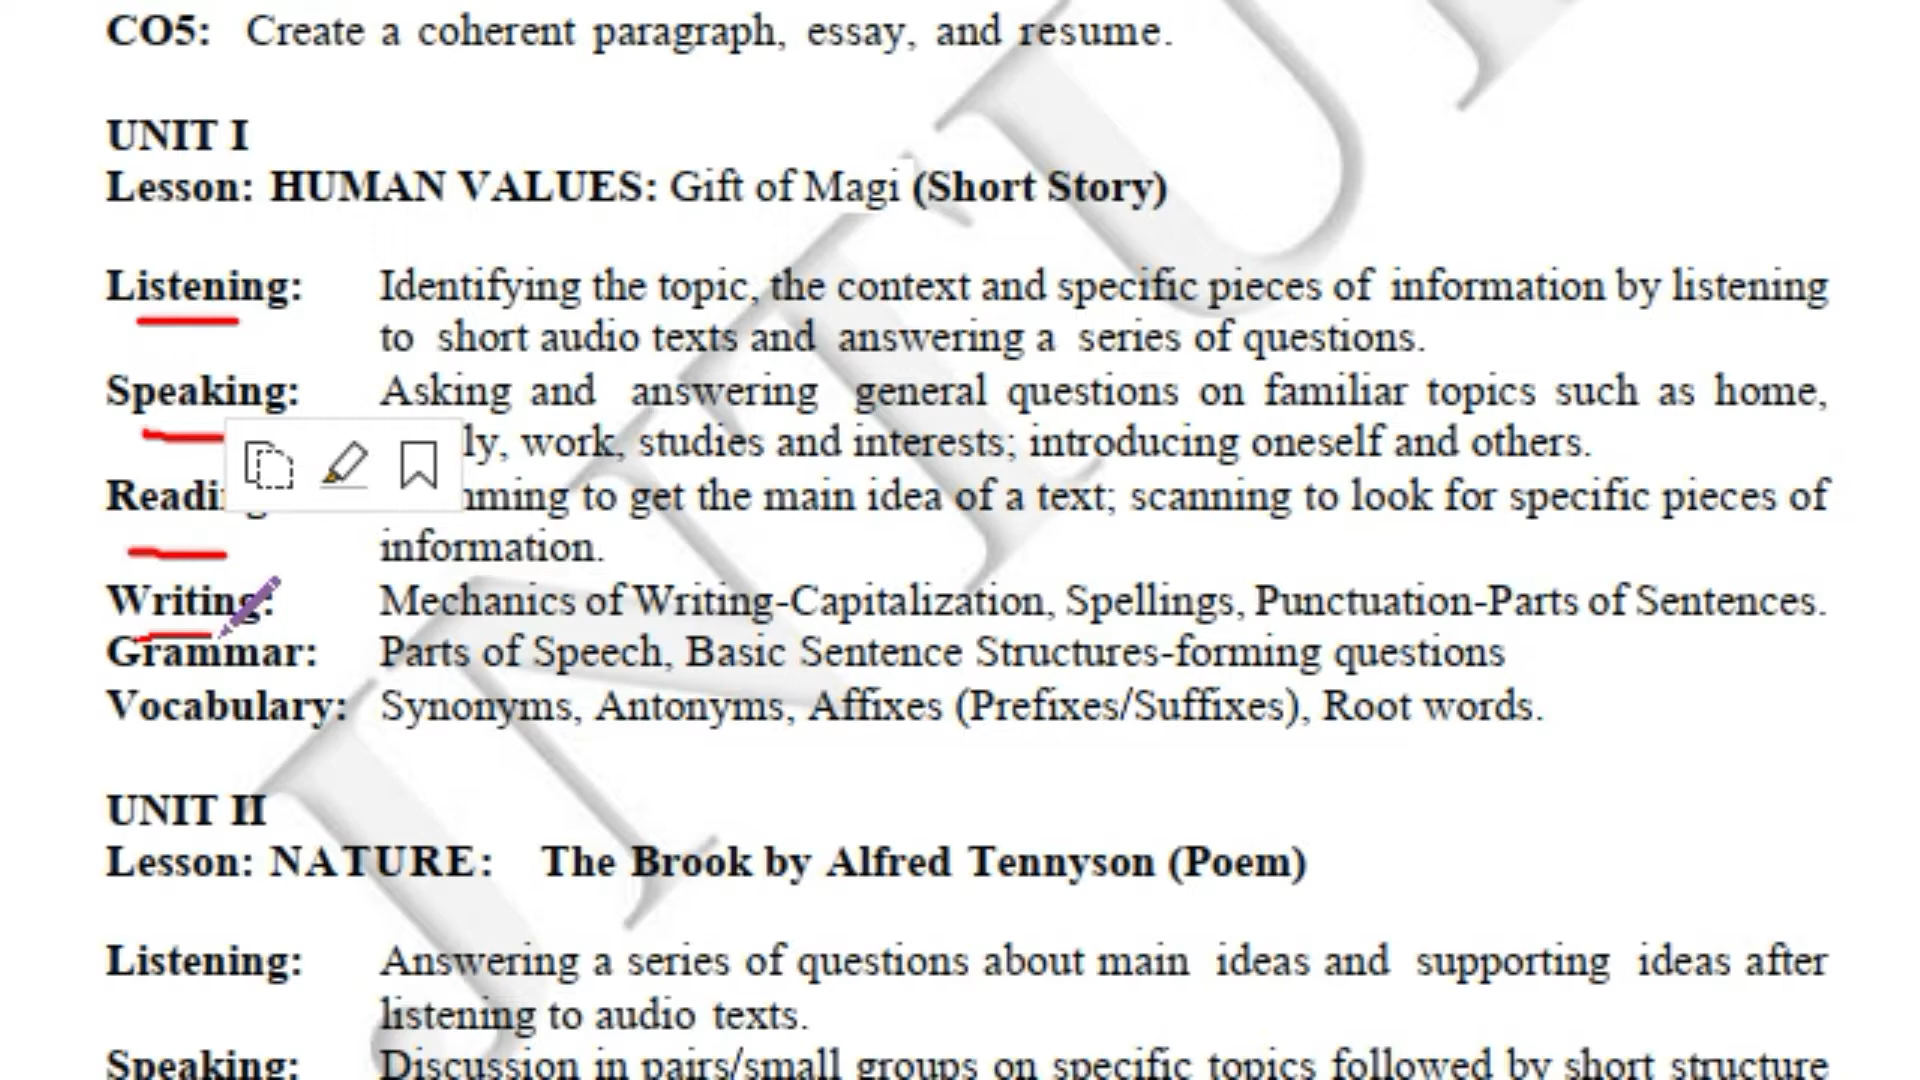 CO5: Create a coherent paragraph, essay, and resume.
UNIT I
Lesson: HUMAN VALUES: Gift of Magi (Short Story)
Listening: Identifying the topic, the context and specific pieces of information by listening
to short audio texts and answering a series of questions.
Speaking: Asking and answering general questions on familiar topics such as home,
work, studies and interests; introducing oneself and others.
to get the main idea of a text; scanning to look for specific pieces of
information.
Writing: Mechanics of Writing-Capitalization, Spellings, Punctuation-Parts of Sentences.
Grammar: Parts of Speech, Basic Sentence Structures-forming questions
Vocabulary: Synonyms, Antonyms, Affixes (Prefixes/Suffixes), Root words.
UNIT II
Lesson: NATURE: The Brook by Alfred Tennyson (Poem)
Listening: Answering a series of questions about main ideas and supporting ideas after
listening to audio texts.
Speaking: Discussion in pairs/small groups on specific topics followed by short structure